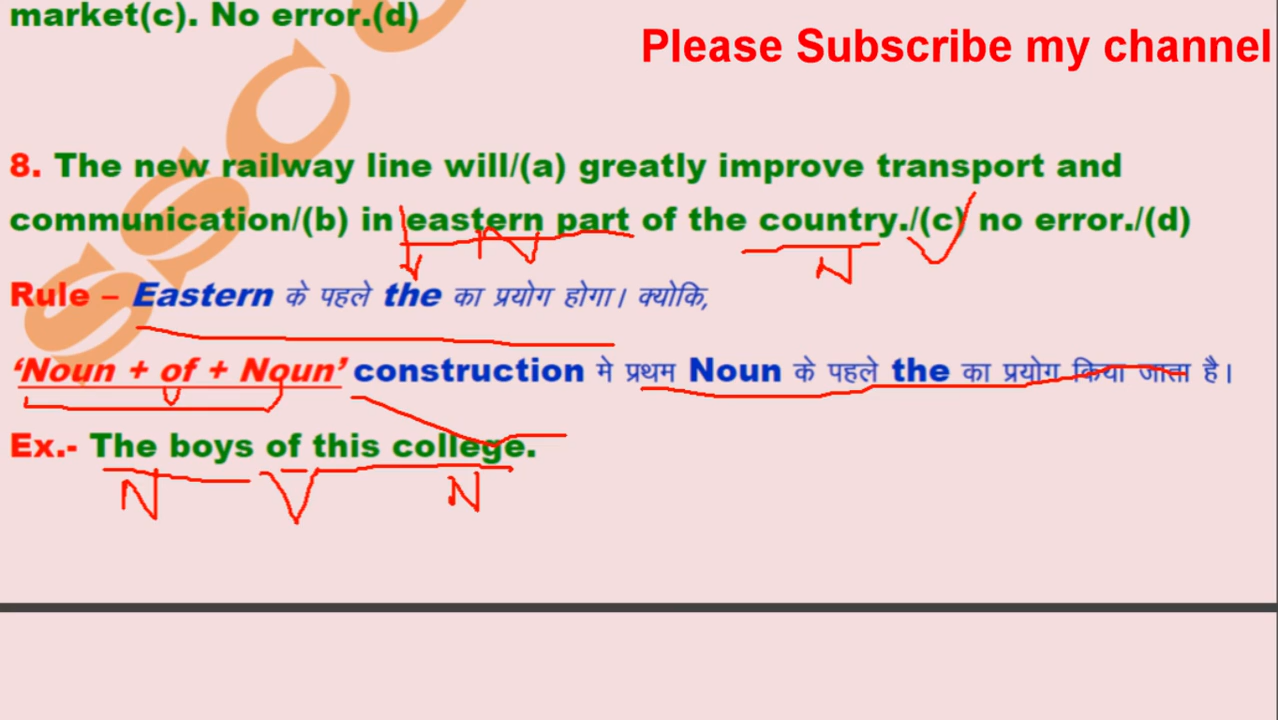 market(c). No error.(d)
Please Subscribe my channel
8. The new railway line will/(a) greatly improve transport and
communication/(b) in eastern part of the country./(c) no error./(d)
Rule – Eastern के पहले the का प्रयोग होगा। क्योकि,
‘Noun + of + Noun’ construction मे प्रथम Noun के पहले the का प्रयोग किया जाता है।
Ex.- The boys of this college.
N N
N V N